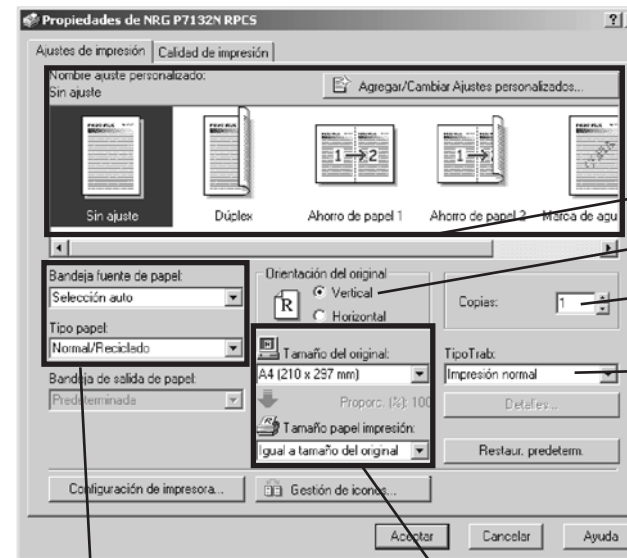 Propiedades de NRG P7132N RPCS
Ajustes de impresión Calidad de impresión
Nombre ajuste personalizado:
Sin ajuste
Agregar/Cambiar Ajustes personalizados...
1 2 1
Sin ajuste Dúplex Ahorro de papel 1 Ahorro de papel 2 Marca de agu
Bandeja fuente de papel:
Selección auto
Tipo papel:
Normal/Reciclado
Bandeja de salida de papel:
Predeterminada
Orientación del original
R
Vertical
Horizontal
Tamaño del original:
A4 (210 x 297 mm)
Proporc. (%): 100
Tamaño papel impresión:
Igual a tamaño del original
Copias: 1
TipoTrab:
Impresión normal
Detalles...
Restaur. predeterm.
Configuración de impresora... Gestión de iconos...
Aceptar Cancelar Ayuda